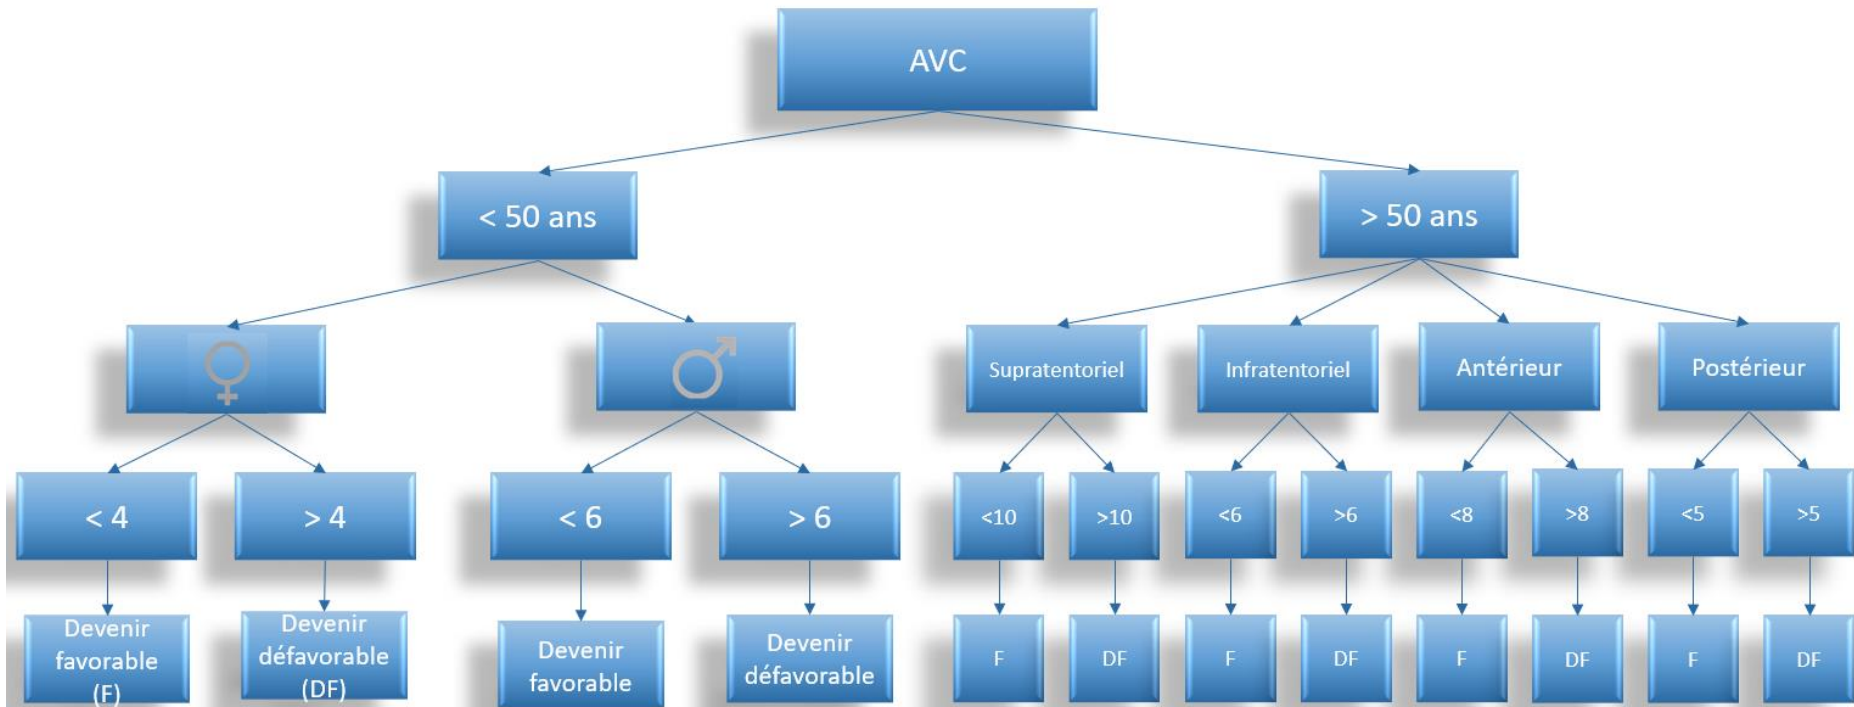 AVC
< 50 ans
> 50 ans
Supratentoriel
Infratentoriel
Antérieur
Postérieur
< 4
> 4
< 6
> 6
<10
>10
<6
>6
<8
>8
<5
>5
Devenir
favorable
(F)
Devenir
défavorable
(DF)
Devenir
favorable
Devenir
défavorable
F
DF
F
DF
F
DF
F
DF